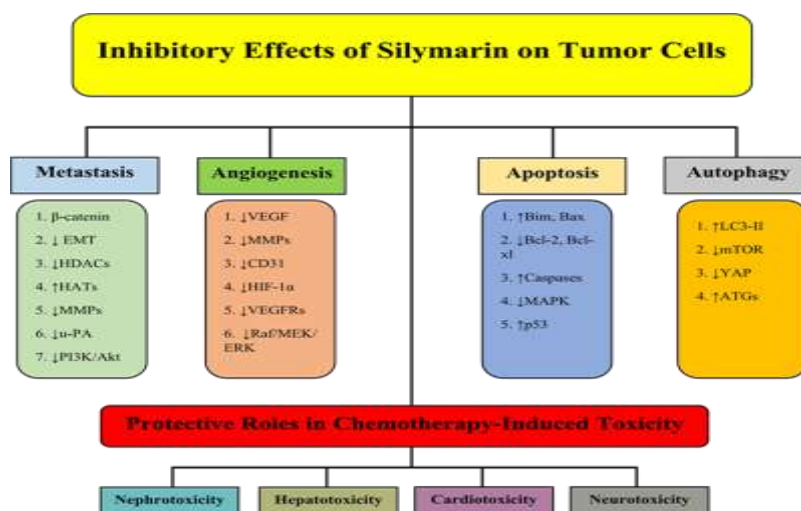 Inhibitory Effects of Silymarin on Tumor Cells
Metastasis
1. β-catenin
2. ↓ EMT
3. ↓HDACs
4. ↑HATs
5. ↓MMPs
6. ↓u-PA
7. ↓PI3K/Akt
Angiogenesis
1. ↓VEGF
2. ↓MMPs
3. ↓CD31
4. ↓HIF-1α
5. ↓VEGFRs
6. ↓Raf/MEK/
ERK
Apoptosis
1. ↑Bim, Bax
2. ↓Bcl-2, Bcl-
xl
3. ↑Caspases
4. ↓MAPK
5. ↑p53
Autophagy
1. ↑LC3-II
2. ↓mTOR
3. ↓YAP
4. ↑ATGs
Protective Roles in Chemotherapy-Induced Toxicity
Nephrotoxicity
Hepatotoxicity
Cardiotoxicity
Neurotoxicity